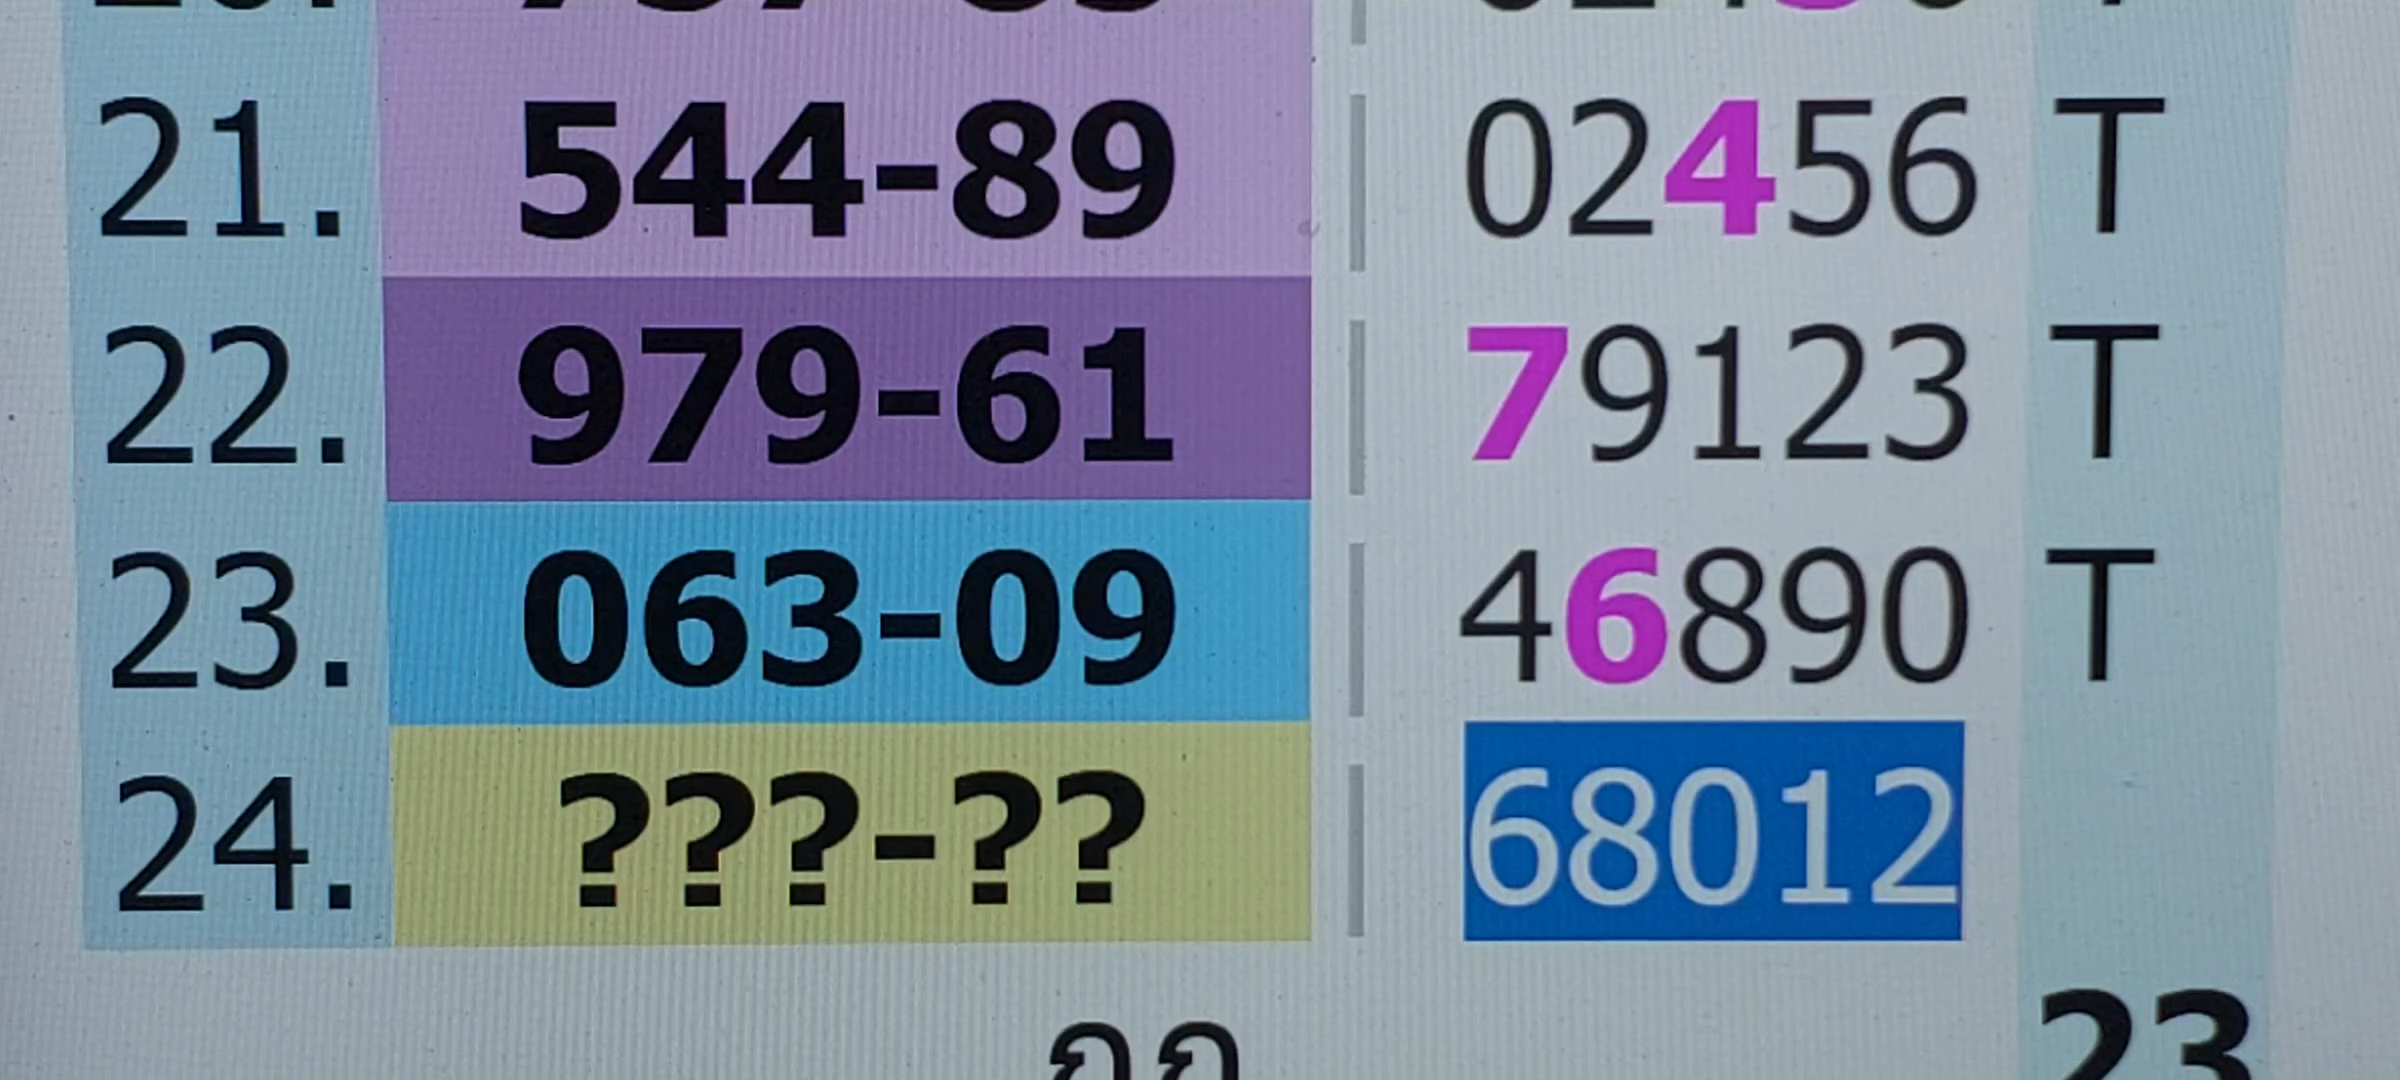 21. 544-89 02456 T
22. 979-61 79123 T
23. 063-09 46890 T
24. ???-?? 68012
23